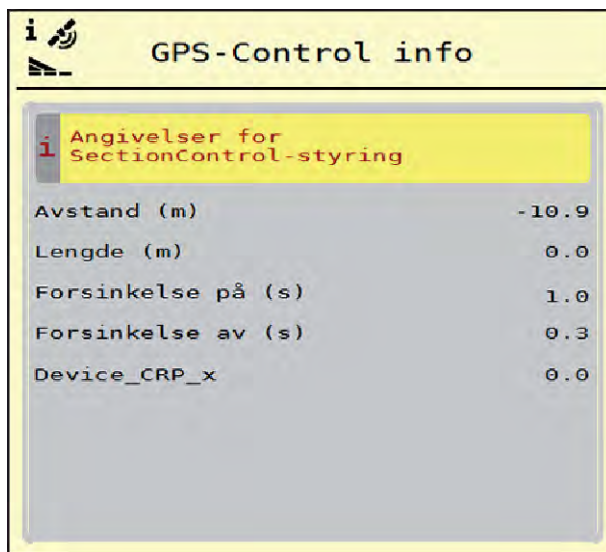 i
GPS-Control info
i Angivelser for
SectionControl-styring
Avstand (m) -10.9
Lengde (m) 0.0
Forsinkelse på (s) 1.0
Forsinkelse av (s) 0.3
Device_CRP_x 0.0